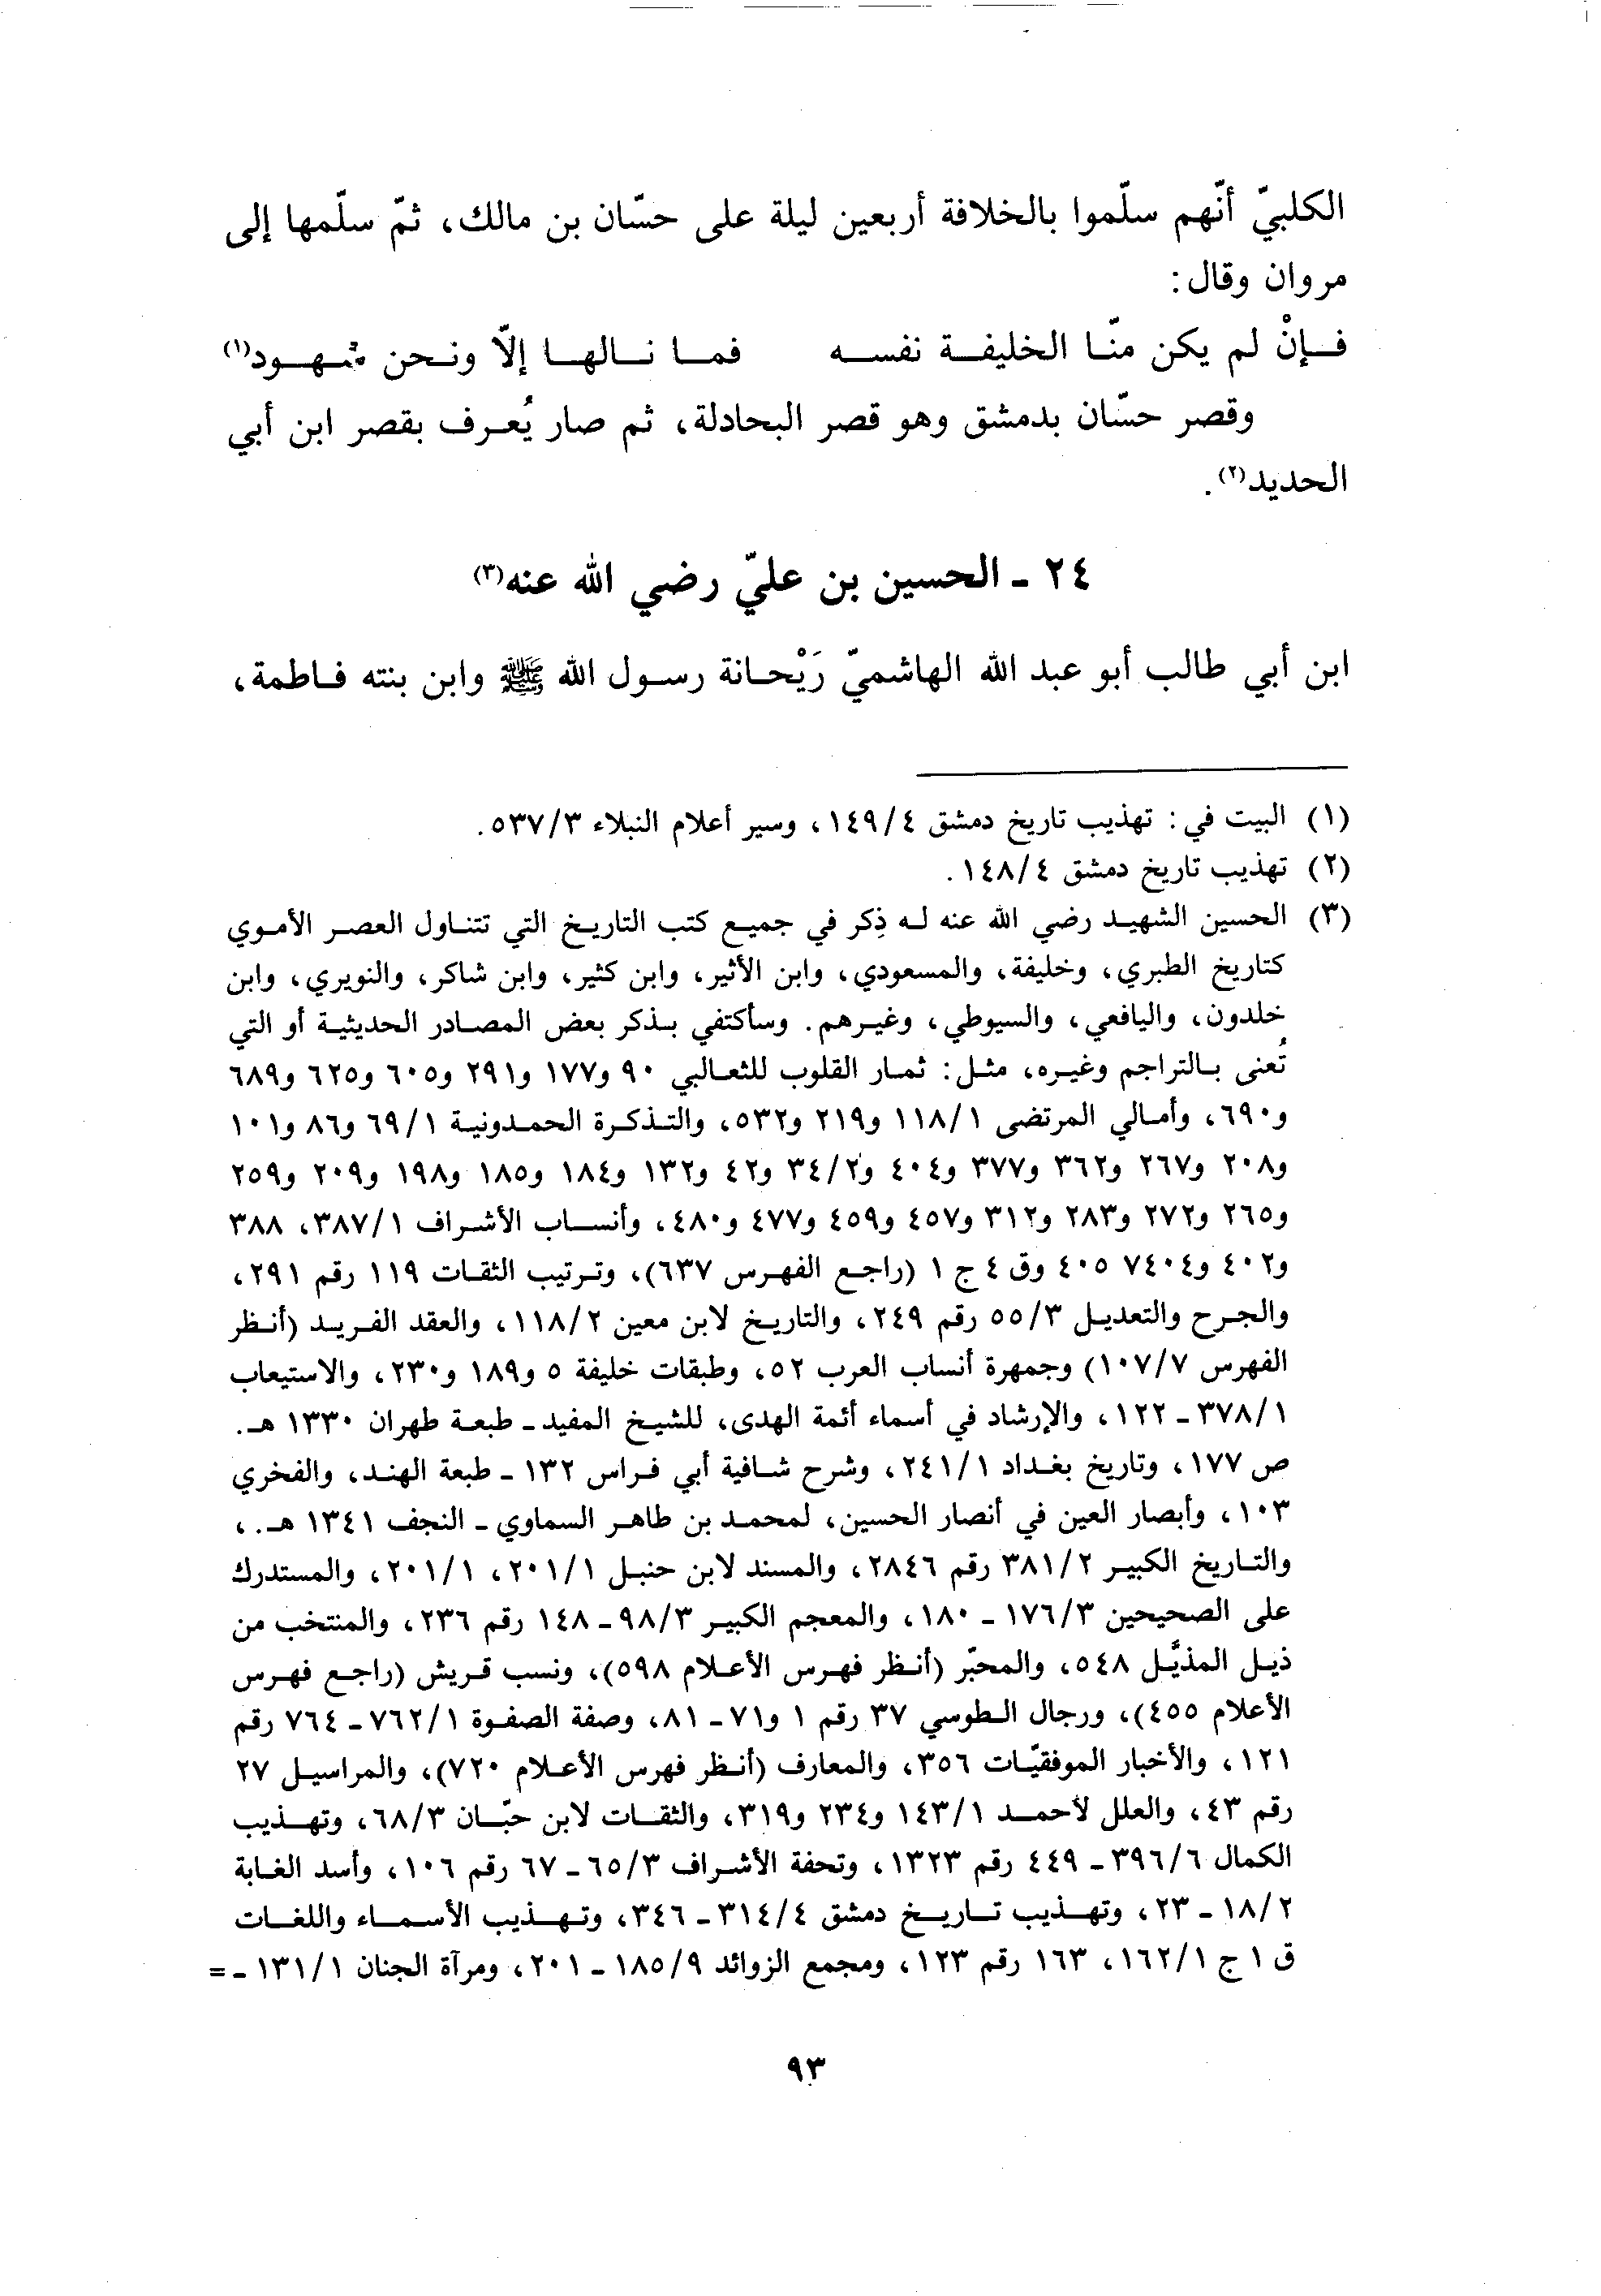 الكلبيّ أنّهم سلّموا بالخلافة أربعين ليلة على حسّان بن مالك، ثمّ سلّمها إلى
مروان وقال:
فإنْ لم يكن منّا الخليفة نفسه فما نالها إلّا ونحن شهود(١)
وقصر حسّان بدمشق وهو قصر البحادلة، ثم صار يُعرف بقصر ابن أبي
الحديد(٢).
٢٤ - الحسين بن عليّ رضي الله عنه(٣)
ابن أبي طالب أبو عبد الله الهاشميّ رَيْحانة رسول الله ﷺ وابن بنته فاطمة،
(١) البيت في: تهذيب تاريخ دمشق ١٤٩/٤، وسير أعلام النبلاء ٥٣٧/٣.
(٢) تهذيب تاريخ دمشق ١٤٨/٤.
(٣) الحسين الشهيد رضي الله عنه له ذِكر في جميع كتب التاريخ التي تتناول العصر الأموي
كتاريخ الطبري، وخليفة، والمسعودي، وابن الأثير، وابن كثير، وابن شاكر، والنويري، وابن
خلدون، واليافعي، والسيوطي، وغيرهم. وسأكتفي بذكر بعض المصادر الحديثية أو التي
تُعنى بالتراجم وغيره، مثل: ثمار القلوب للثعالبي ٩٠ و١٧٧ و٢٩١ و٦٠٥ و٦٢٥ و٦٨٩
و٦٩٠، وأمالي المرتضى ١١٨/١ و٢١٩ و٥٣٢، والتذكرة الحمدونية ٦٩/١ و٨٦ و١٠١
و٢٠٨ و٢٦٧ و٣٦٢ و٣٧٧ و٤٠٤ و٣٤/٢ و٤٢ و١٣٢ و١٨٤ و١٨٥ و١٩٨ و٢٠٩ و٢٥٩
و٢٦٥ و٢٧٢ و٢٨٣ و٣١٢ و٤٥٧ و٤٥٩ و٤٧٧ و٤٨٠، وأنساب الأشراف ٣٨٧/١، ٣٨٨
و٤٠٢ و٧٤٠٤ ٤٠٥ وق ٤ ج ١ (راجع الفهرس ٦٣٧)، وترتيب الثقات ١١٩ رقم ٢٩١،
والجرح والتعديل ٥٥/٣ رقم ٢٤٩، والتاريخ لابن معين ١١٨/٢، والعقد الفريد (أنظر
الفهرس ١٠٧/٧) وجمهرة أنساب العرب ٥٢، وطبقات خليفة ٥ و١٨٩ و٢٣٠، والاستيعاب
٣٧٨/١ - ١٢٢، والإرشاد في أسماء أئمة الهدى، للشيخ المفيد - طبعة طهران ١٣٣٠ هـ.
ص ١٧٧، وتاريخ بغداد ٢٤١/١، وشرح شافية أبي فراس ١٣٢ - طبعة الهند، والفخري
١٠٣، وأبصار العين في أنصار الحسين، لمحمد بن طاهر السماوي - النجف ١٣٤١ هـ.،
والتاريخ الكبير ٣٨١/٢ رقم ٢٨٤٦، والمسند لابن حنبل ٢٠١/١، ٢٠١/١، والمستدرك
على الصحيحين ١٧٦/٣ - ١٨٠، والمعجم الكبير ٩٨/٣ - ١٤٨ رقم ٢٣٦، والمنتخب من
ذيل المذيَّل ٥٤٨، والمحبّر (أنظر فهرس الأعلام ٥٩٨)، ونسب قريش (راجع فهرس
الأعلام ٤٥٥)، ورجال الطوسي ٣٧ رقم ١ و٧١ - ٨١، وصفة الصفوة ٧٦٢/١ - ٧٦٤ رقم
١٢١، والأخبار الموفقيّات ٣٥٦، والمعارف (أنظر فهرس الأعلام ٧٢٠)، والمراسيل ٢٧
رقم ٤٣، والعلل لأحمد ١٤٣/١ و٢٣٤ و٣١٩، والثقات لابن حبّان ٦٨/٣، وتهذيب
الكمال ٣٩٦/٦ - ٤٤٩ رقم ١٣٢٣، وتحفة الأشراف ٦٥/٣ - ٦٧ رقم ١٠٦، وأسد الغابة
١٨/٢ - ٢٣، وتهذيب تاريخ دمشق ٣١٤/٤ - ٣٤٦، وتهذيب الأسماء واللغات
ق ١ ج ١٦٢/١، ١٦٣ رقم ١٢٣، ومجمع الزوائد ١٨٥/٩ - ٢٠١، ومرآة الجنان ١٣١/١ - =
٩٣